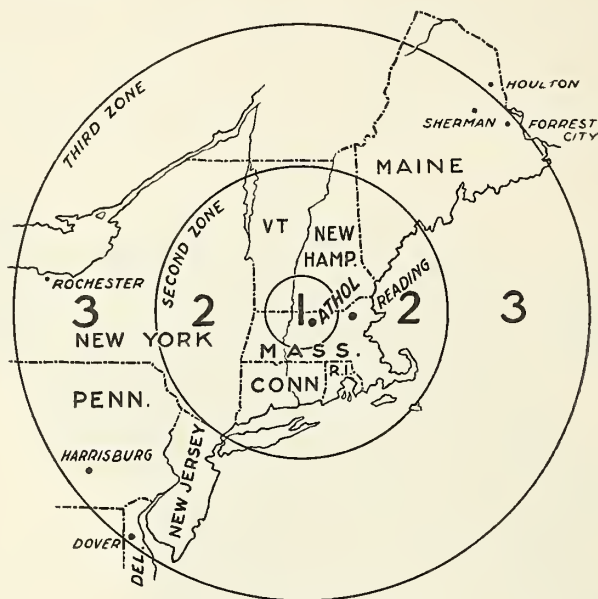 THIRD ZONE
HOULTON
SHERMAN
FORREST
CITY
MAINE
SECOND ZONE
VT
NEW
HAMP.
ROCHESTER
3
2
1.
ATHOL
READING
2
3
NEW YORK
MASS.
CONN
R.I.
PENN.
HARRISBURG
NEW JERSEY
DOVER
DEL.